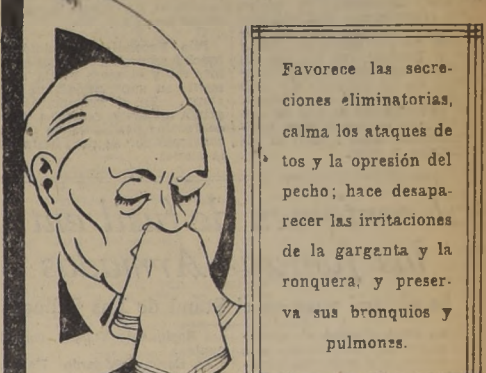 Favorece las secre-
ciones eliminatorias,
calma los ataques de
tos y la opresión del
pecho; hace desapa-
recer las irritaciones
de la garganta y la
ronquera, y preser-
va sus bronquios y
pulmones.